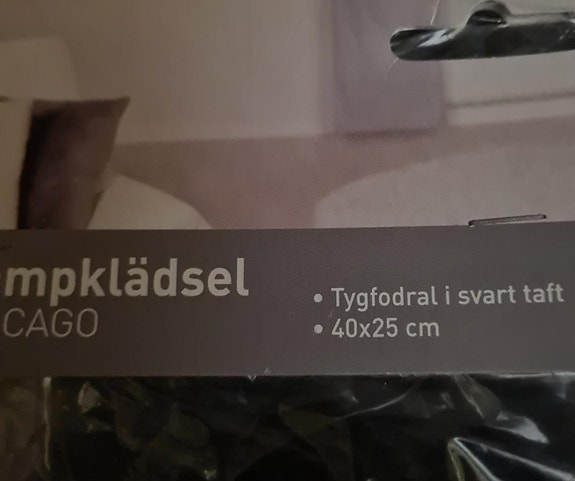 mpklädsel
CAGO
• Tygfodral i svart taft
• 40x25 cm